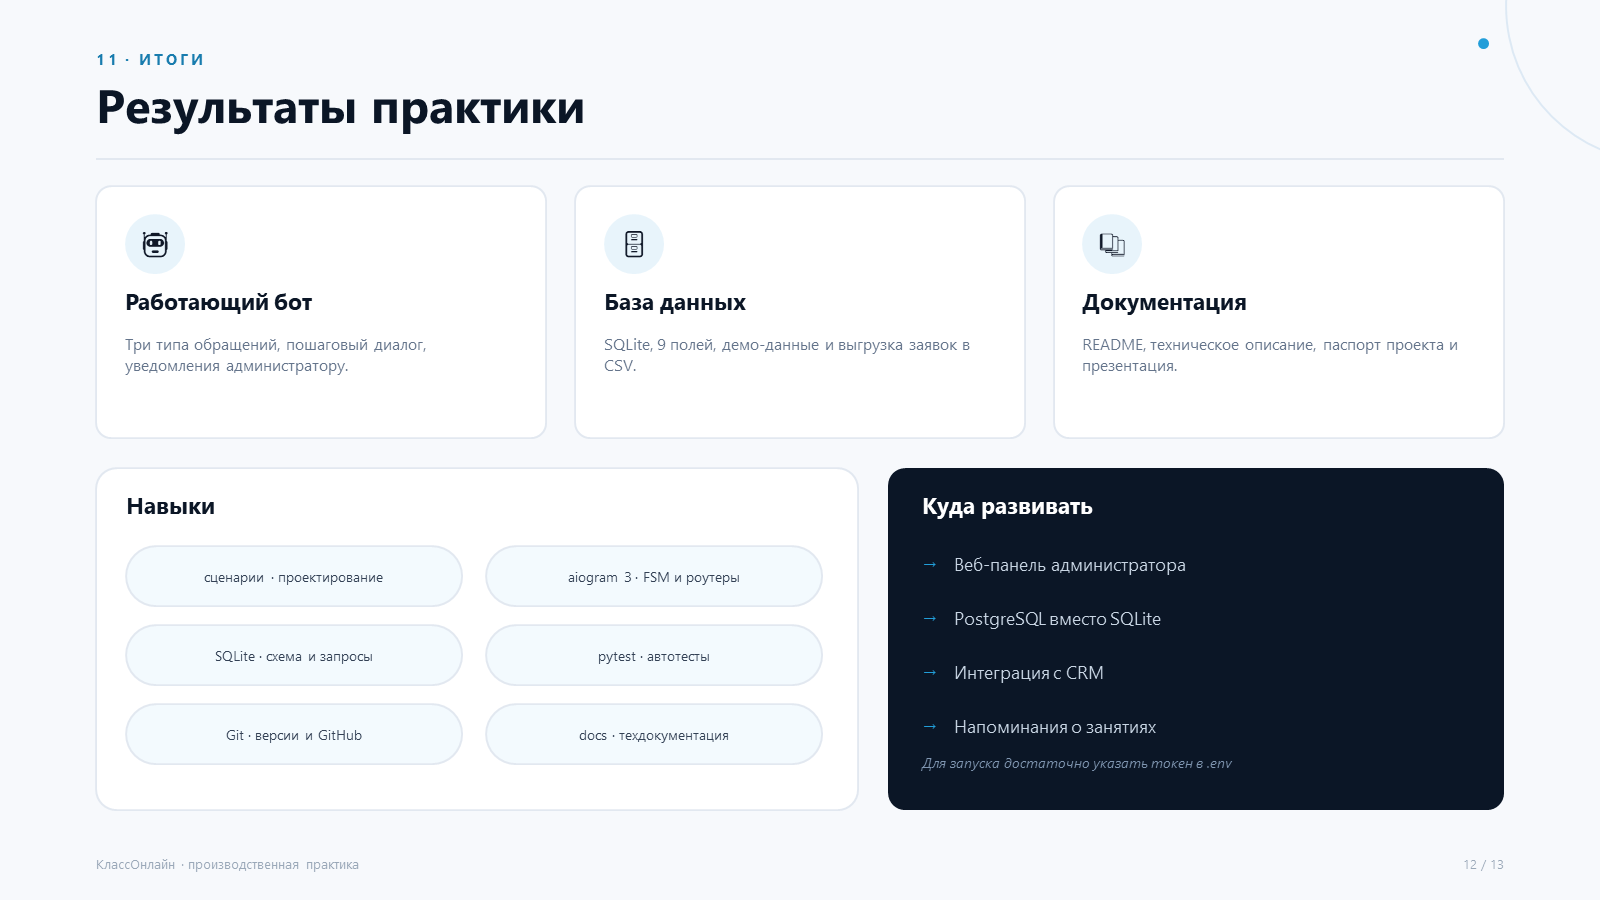 11 · ИТОГИ
Результаты практики
Работающий бот
Три типа обращений, пошаговый диалог,
уведомления администратору.
База данных
SQLite, 9 полей, демо-данные и выгрузка заявок в
CSV.
Документация
README, техническое описание, паспорт проекта и
презентация.
Навыки
сценарии · проектирование
aiogram 3 · FSM и роутеры
SQLite · схема и запросы
pytest · автотесты
Git · версии и GitHub
docs · техдокументация
Куда развивать
→ Веб-панель администратора
→ PostgreSQL вместо SQLite
→ Интеграция с CRM
→ Напоминания о занятиях
Для запуска достаточно указать токен в .env
КлассОнлайн · производственная практика
12 / 13